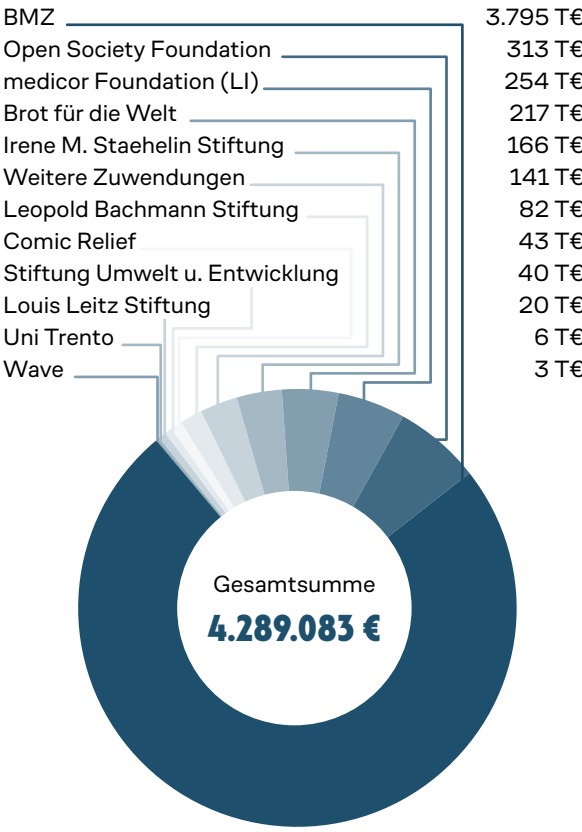 BMZ 3.795 T€
Open Society Foundation 313 T€
medicor Foundation (LI) 254 T€
Brot für die Welt 217 T€
Irene M. Staehelin Stiftung 166 T€
Weitere Zuwendungen 141 T€
Leopold Bachmann Stiftung 82 T€
Comic Relief 43 T€
Stiftung Umwelt u. Entwicklung 40 T€
Louis Leitz Stiftung 20 T€
Uni Trento 6 T€
Wave 3 T€
Gesamtsumme
4.289.083 €